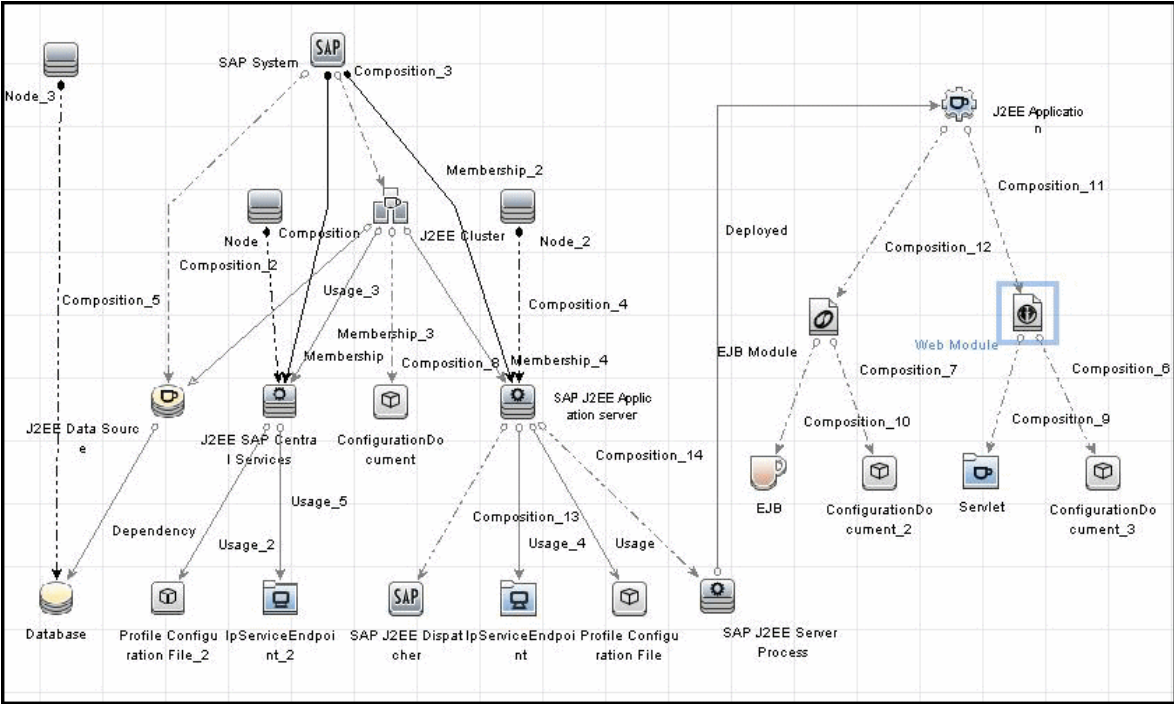 SAP
SAP System
Composition_3
Node_3
J2EE Applicatio
n
Membership_2
Composition_11
Node
Composition
J2EE Cluster
Node_2
Deployed
Composition_12
Composition_2
Composition_5
Usage_3
Composition_4
Membership_3
Membership
Composition_8
Membership_4
EJB Module
Web Module
Composition_7
Composition_6
J2EE Data Sourc
e
J2EE SAP Centra
l Services
ConfigurationDo
cument
SAP J2EE Applic
ation server
Composition_14
Composition_10
Composition_9
Usage_5
EJB
ConfigurationDo
cument_2
Servlet
ConfigurationDo
cument_3
Dependency
Usage_2
Composition_13
Usage_4
Usage
SAP
Database
Profile Configu
ration File_2
IpServiceEndpoi
nt_2
SAP J2EE Dispat
cher
IpServiceEndpoi
nt
Profile Configu
ration File
SAP J2EE Server
Process